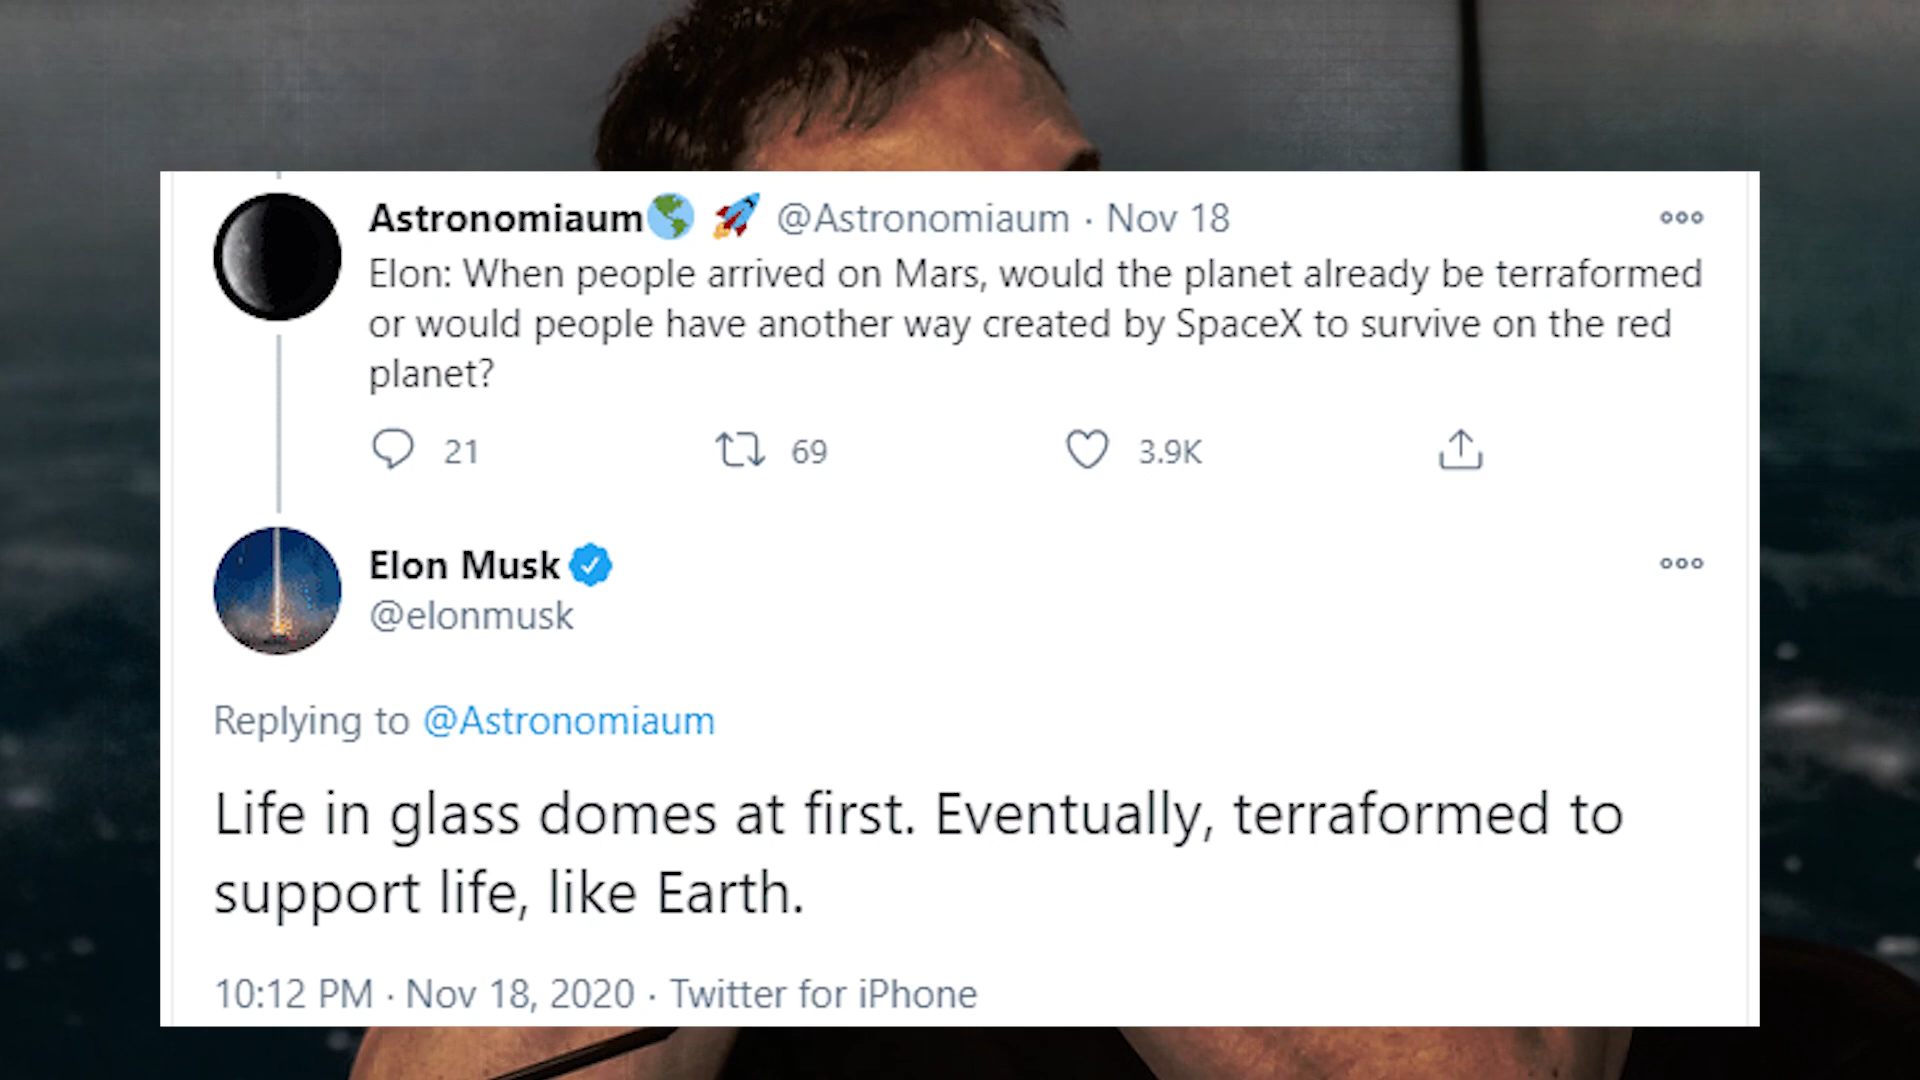 Astronomiaum🌎 🚀 @Astronomiaum · Nov 18
Elon: When people arrived on Mars, would the planet already be terraformed
or would people have another way created by SpaceX to survive on the red
planet?
21 69 3.9K
Elon Musk
@elonmusk
Replying to @Astronomiaum
Life in glass domes at first. Eventually, terraformed to
support life, like Earth.
10:12 PM · Nov 18, 2020 · Twitter for iPhone